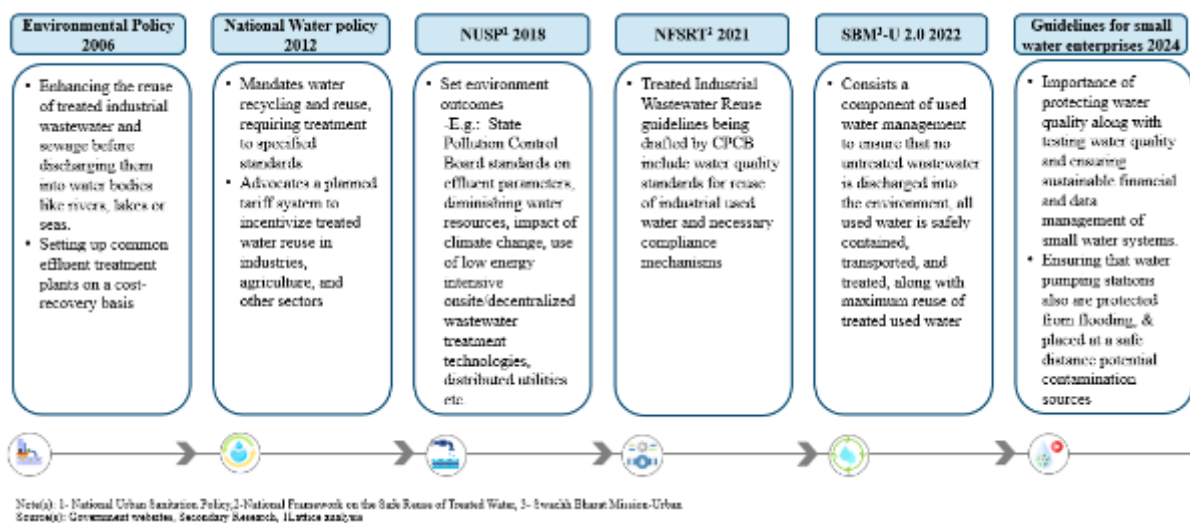 Environmental Policy
2006
• Enhancing the reuse
of treated industrial
wastewater and
sewage before
discharging them
into water bodies
like rivers, lakes or
seas.
• Setting up common
effluent treatment
plants on a cost-
recovery basis
National Water policy
2012
• Mandates water
recycling and reuse,
requiring treatment
to specified
standards
• Advocates a planned
tariff system to
incentivize treated
water reuse in
industries,
agriculture, and
other sectors
NUSP¹ 2018
• Set environment
outcomes
-E.g.: State
Pollution Control
Board standards on
effluent parameters,
diminishing water
resources, impact of
climate change, use
of low energy
intensive
onsite/decentralized
wastewater
treatment
technologies,
distributed utilities
etc.
NFSRT² 2021
• Treated Industrial
Wastewater Reuse
guidelines being
drafted by CPCB
include water quality
standards for reuse
of industrial used
water and necessary
compliance
mechanisms
SBM³-U 2.0 2022
• Consists a
component of used
water management
to ensure that no
untreated wastewater
is discharged into
the environment, all
used water is safely
contained,
transported, and
treated, along with
maximum reuse of
treated used water
Guidelines for small
water enterprises 2024
• Importance of
protecting water
quality along with
testing water quality
and ensuring
sustainable financial
and data
management of
small water systems.
• Ensuring that water
pumping stations
also are protected
from flooding, &
placed at a safe
distance potential
contamination
sources
Note(s): 1- National Urban Sanitation Policy,2-National Framework on the Safe Reuse of Treated Water, 3- Swachh Bharat Mission-Urban
Source(s): Government websites, Secondary Research, 1Lattice analysis